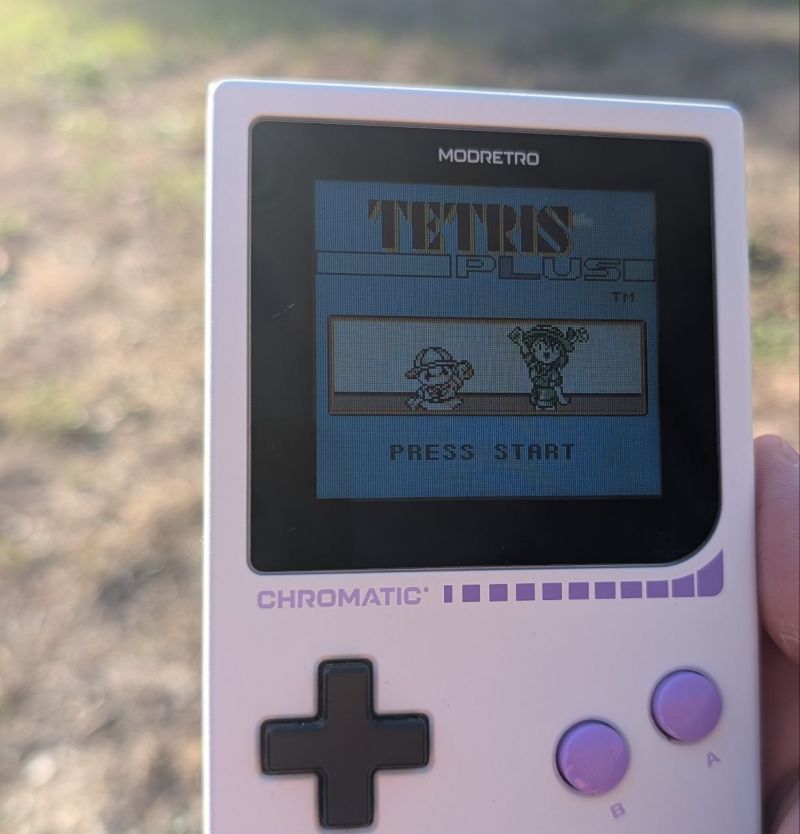 MODRETRO
TETRIS
PLUS
TM
PRESS START
CHROMATIC
A
B